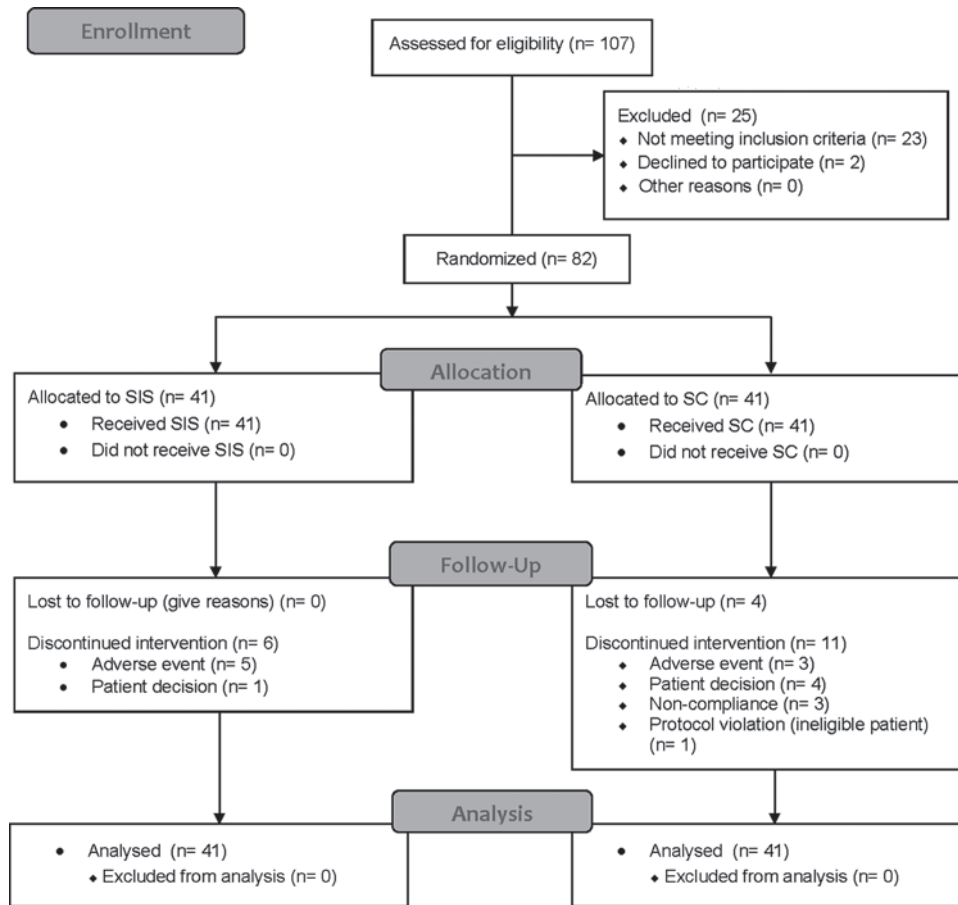 Enrollment
Assessed for eligibility (n= 107)
Excluded (n= 25)
⬥ Not meeting inclusion criteria (n= 23)
⬥ Declined to participate (n= 2)
⬥ Other reasons (n= 0)
Randomized (n= 82)
Allocation
Allocated to SIS (n= 41)
• Received SIS (n= 41)
• Did not receive SIS (n= 0)
Allocated to SC (n= 41)
• Received SC (n= 41)
• Did not receive SC (n= 0)
Follow-Up
Lost to follow-up (give reasons) (n= 0)
Discontinued intervention (n= 6)
• Adverse event (n= 5)
• Patient decision (n= 1)
Lost to follow-up (n= 4)
Discontinued intervention (n= 11)
⬥ Adverse event (n= 3)
⬥ Patient decision (n= 4)
⬥ Non-compliance (n= 3)
⬥ Protocol violation (ineligible patient)
(n= 1)
Analysis
• Analysed (n= 41)
⬥ Excluded from analysis (n= 0)
• Analysed (n= 41)
⬥ Excluded from analysis (n= 0)